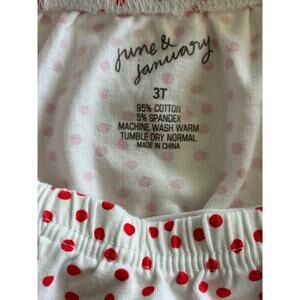 june &
january
3T
95% COTTON
5% SPANDEX
MACHINE WASH WARM
TUMBLE DRY NORMAL
MADE IN CHINA